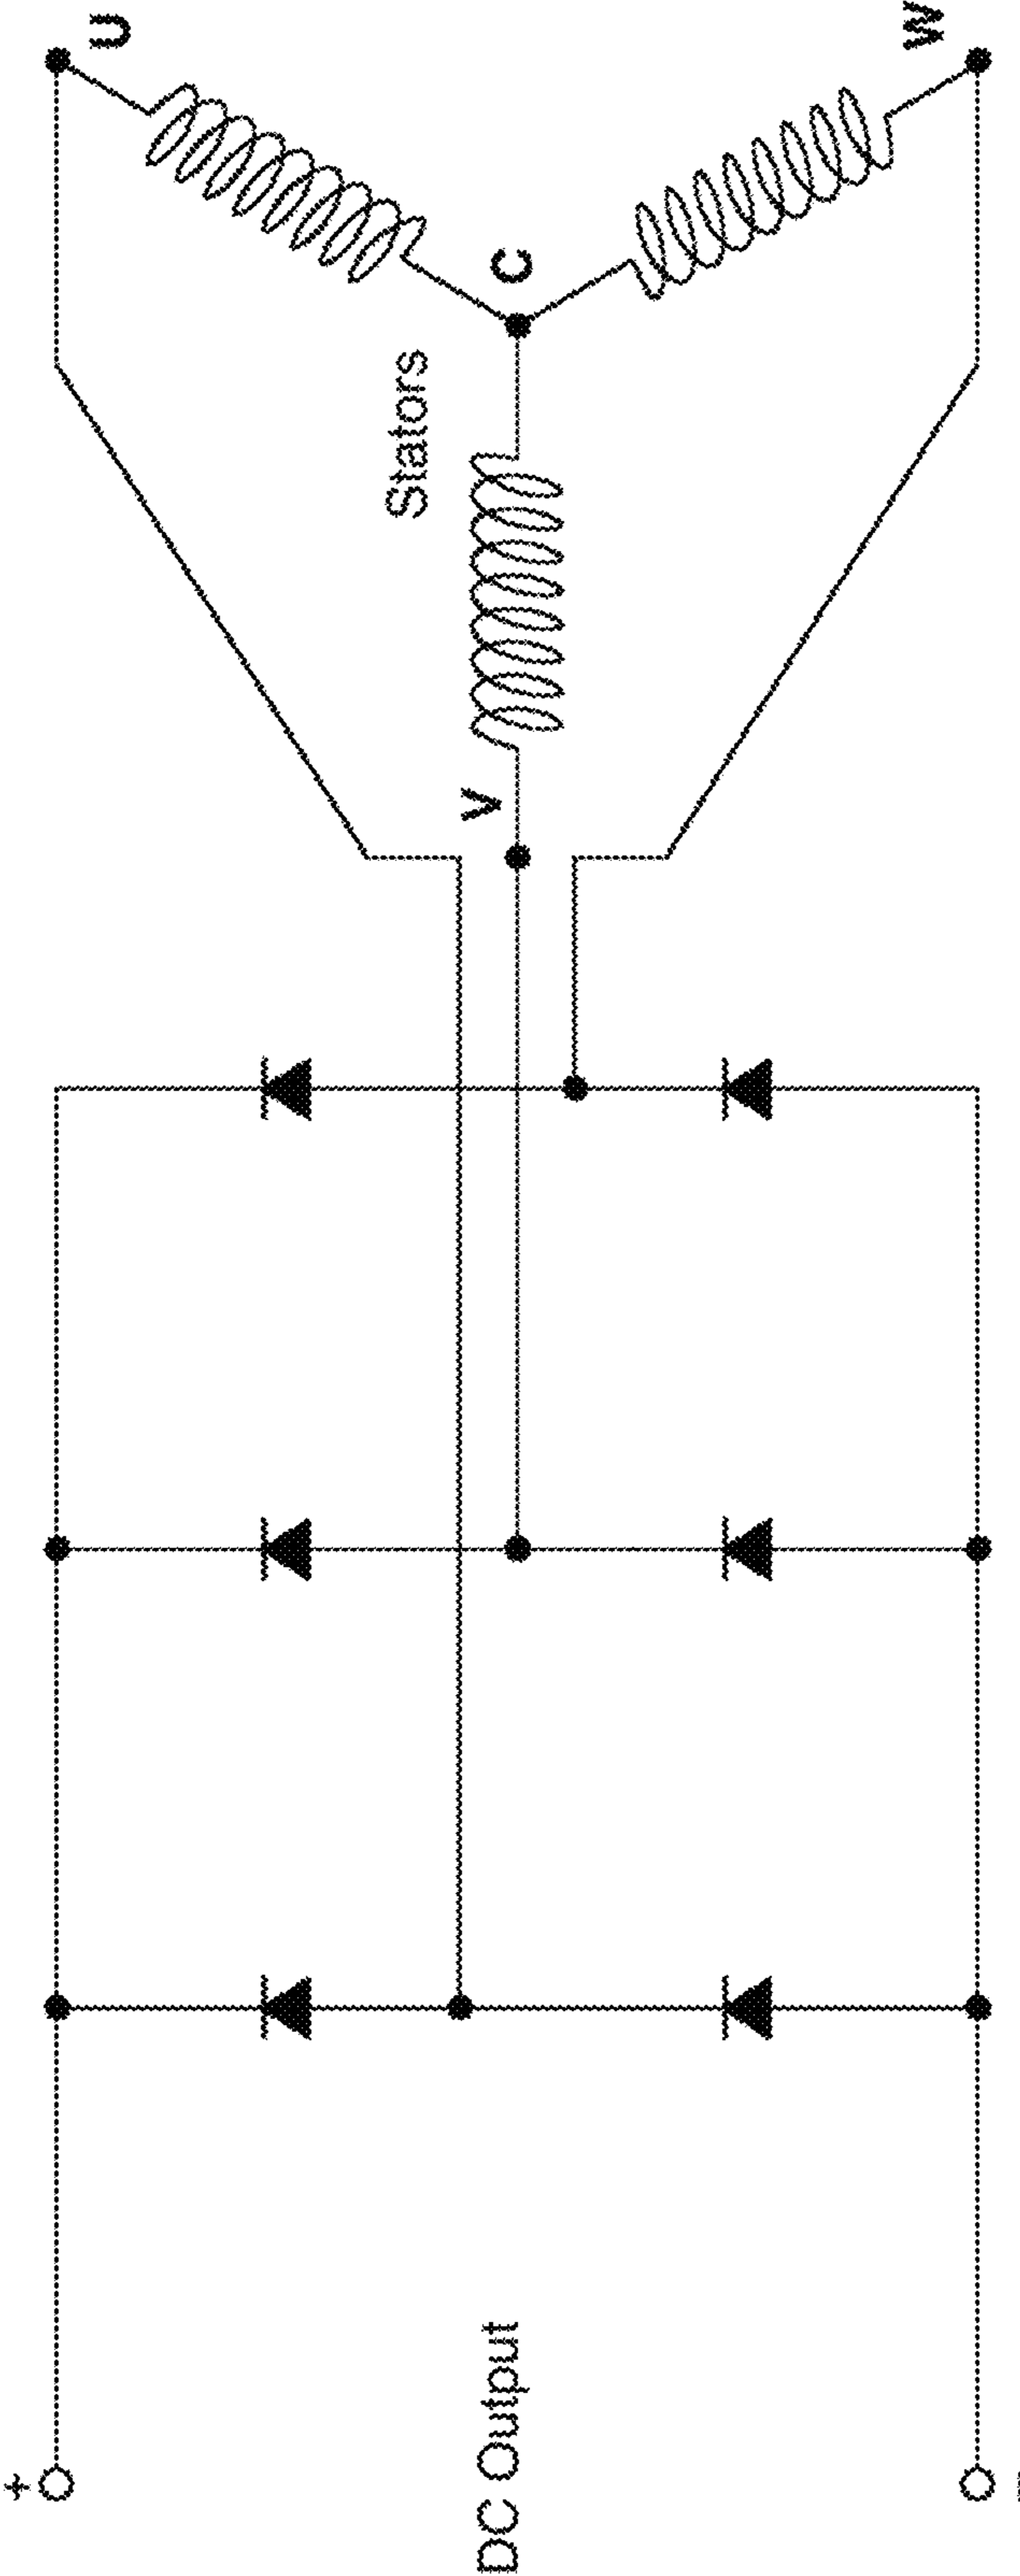 U
W
C
Stators
V
DC Output
+
-